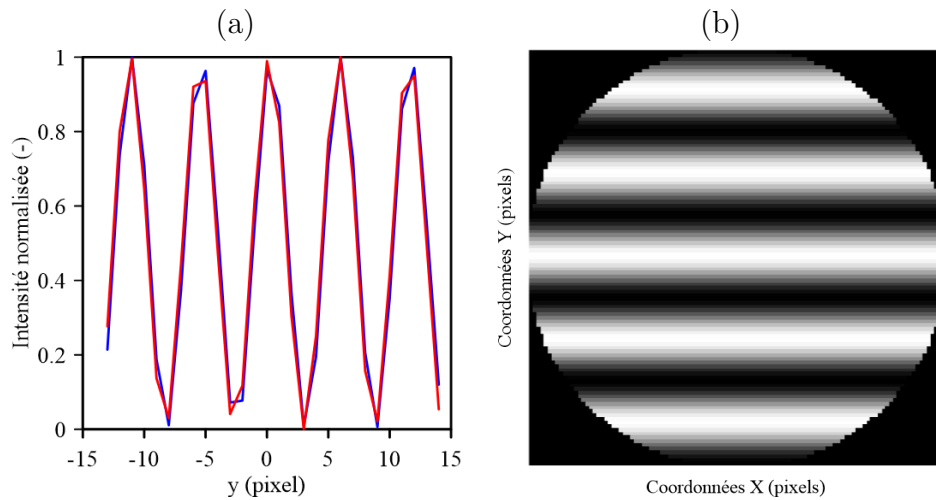 (a)
Intensité normalisée (-)
1
0.8
0.6
0.4
0.2
0
-15 -10 -5 0 5 10 15
y (pixel)
(b)
Coordonnées Y (pixels)
Coordonnées X (pixels)